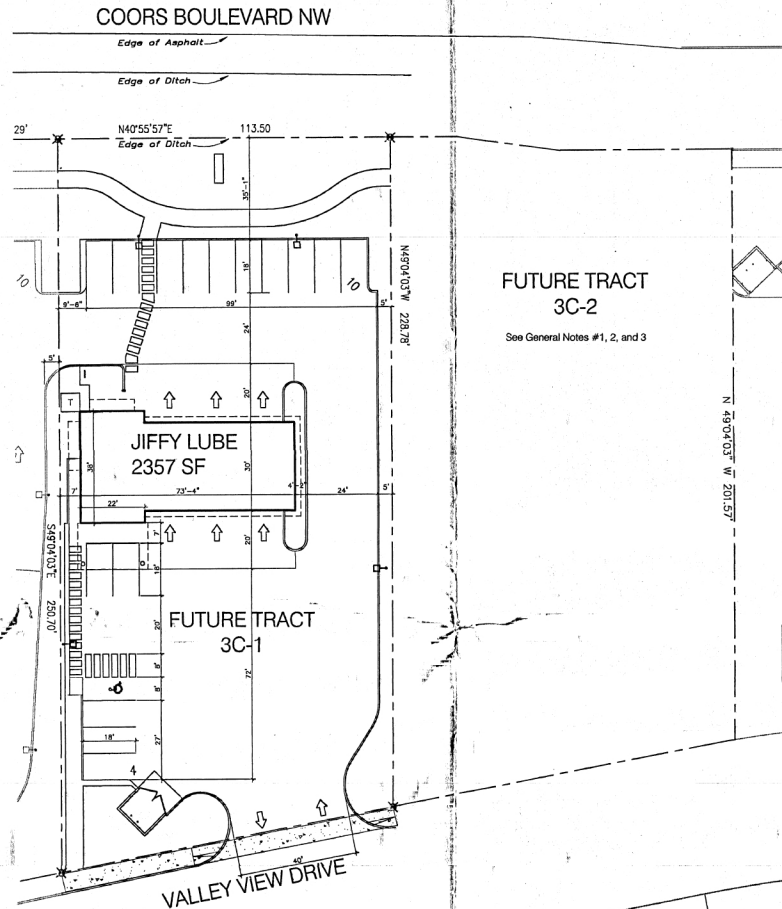 COORS BOULEVARD NW
Edge of Asphalt
Edge of Ditch
29'
N40°55'57"E
113.50
Edge of Ditch
35'-1"
10
18'
10
9'-6"
99'
5'
N49°04'03"W 228.78'
24'
FUTURE TRACT
3C-2
See General Notes #1, 2, and 3
5'
20'
T
JIFFY LUBE
2357 SF
38'
30'
7'
73'-4"
4'-2"
24'
5'
22'
N 49°04'03" W 201.57'
7'
20'
S49°04'03"E 250.70'
18'
FUTURE TRACT
3C-1
20'
72'
8'
8'
18'
27'
4
40'
VALLEY VIEW DRIVE